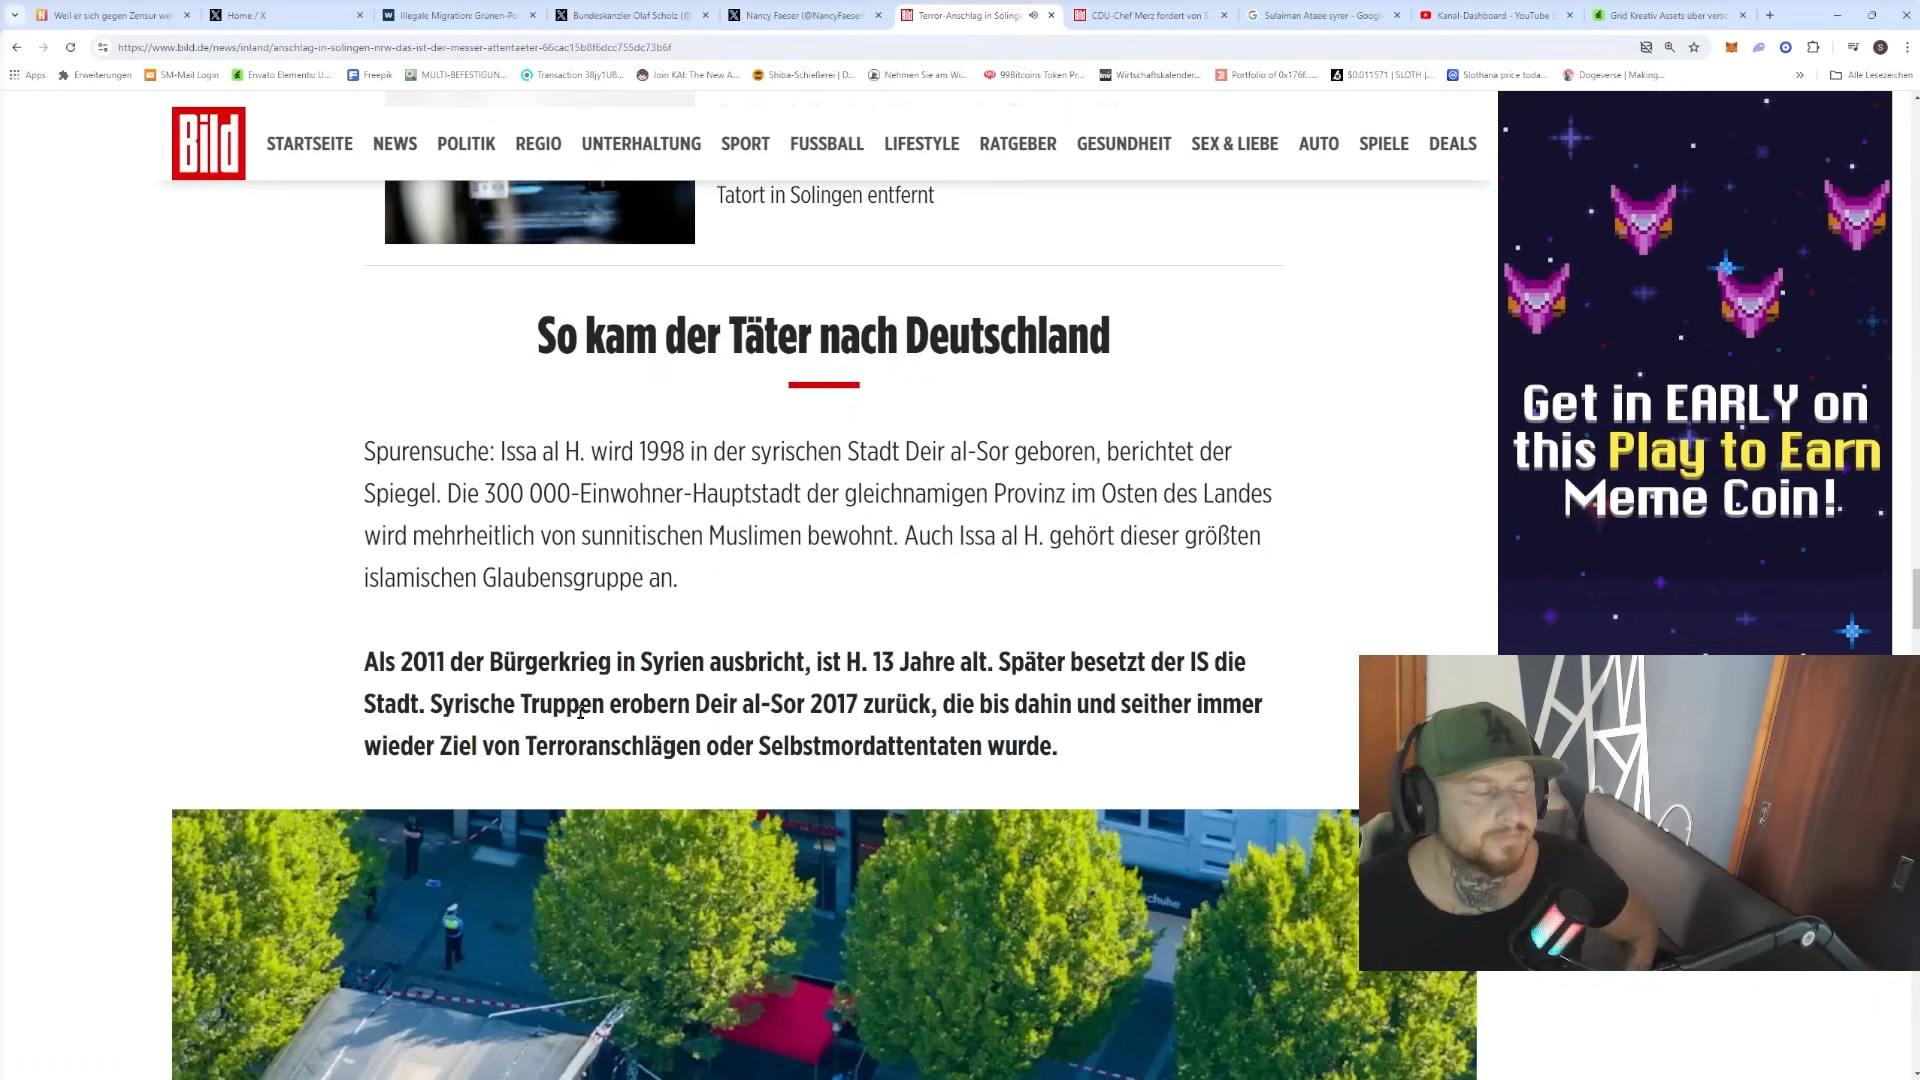 Weil er sich gegen Zensur we
Home / X
Illegale Migration: Grünen-Po
Bundeskanzler Olaf Scholz (@
Nancy Faeser (@NancyFaeser
Terror-Anschlag in Solinge
CDU-Chef Merz fordert von S
Sulaiman Ataee syrer - Googl
Kanal-Dashboard - YouTube S
Grid Kreativ Assets über versc
https://www.bild.de/news/inland/anschlag-in-solingen-nrw-das-ist-der-messer-attentaeter-66cac15b8f6dcc755dc73b6f
Apps
Erweiterungen
SM-Mail Login
Envato Elements: U...
Freepik
MULTI-BEFESTIGUN...
Transaction 38jy1U8...
Join KAI: The New A...
Shiba-Schießerei | D...
Nehmen Sie am Wi...
99Bitcoins Token Pr...
Wirtschaftskalender...
Portfolio of 0x176f...
$0.011571 | SLOTH |...
Slothana price toda...
Dogeverse | Making...
Alle Lesezeichen
Bild
STARTSEITE NEWS POLITIK REGIO UNTERHALTUNG SPORT FUSSBALL LIFESTYLE RATGEBER GESUNDHEIT SEX & LIEBE AUTO SPIELE DEALS
Tatort in Solingen entfernt
So kam der Täter nach Deutschland
Spurensuche: Issa al H. wird 1998 in der syrischen Stadt Deir al-Sor geboren, berichtet der
Spiegel. Die 300 000-Einwohner-Hauptstadt der gleichnamigen Provinz im Osten des Landes
wird mehrheitlich von sunnitischen Muslimen bewohnt. Auch Issa al H. gehört dieser größten
islamischen Glaubensgruppe an.
Als 2011 der Bürgerkrieg in Syrien ausbricht, ist H. 13 Jahre alt. Später besetzt der IS die
Stadt. Syrische Truppen erobern Deir al-Sor 2017 zurück, die bis dahin und seither immer
wieder Ziel von Terroranschlägen oder Selbstmordattentaten wurde.
Get in EARLY on
this Play to Earn
Meme Coin!
schuhe